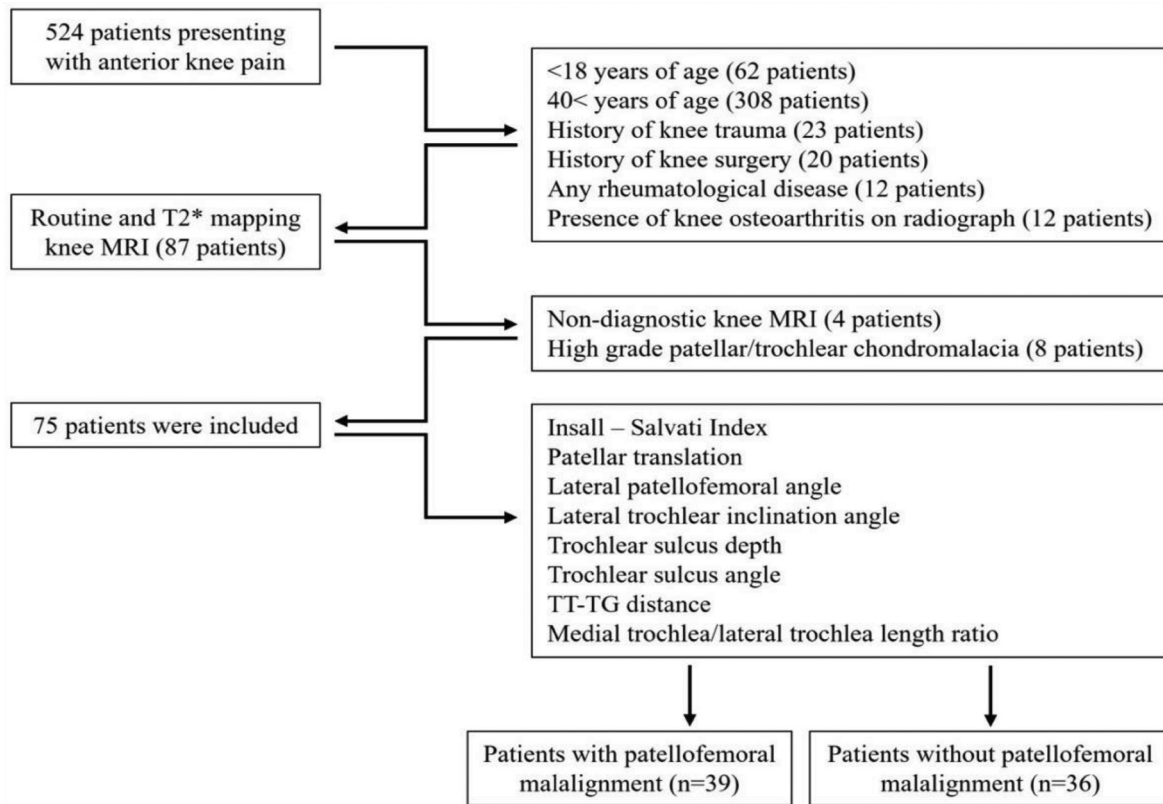 524 patients presenting
with anterior knee pain
<18 years of age (62 patients)
40< years of age (308 patients)
History of knee trauma (23 patients)
History of knee surgery (20 patients)
Any rheumatological disease (12 patients)
Presence of knee osteoarthritis on radiograph (12 patients)
Routine and T2* mapping
knee MRI (87 patients)
Non-diagnostic knee MRI (4 patients)
High grade patellar/trochlear chondromalacia (8 patients)
75 patients were included
Insall – Salvati Index
Patellar translation
Lateral patellofemoral angle
Lateral trochlear inclination angle
Trochlear sulcus depth
Trochlear sulcus angle
TT-TG distance
Medial trochlea/lateral trochlea length ratio
Patients with patellofemoral
malalignment (n=39)
Patients without patellofemoral
malalignment (n=36)